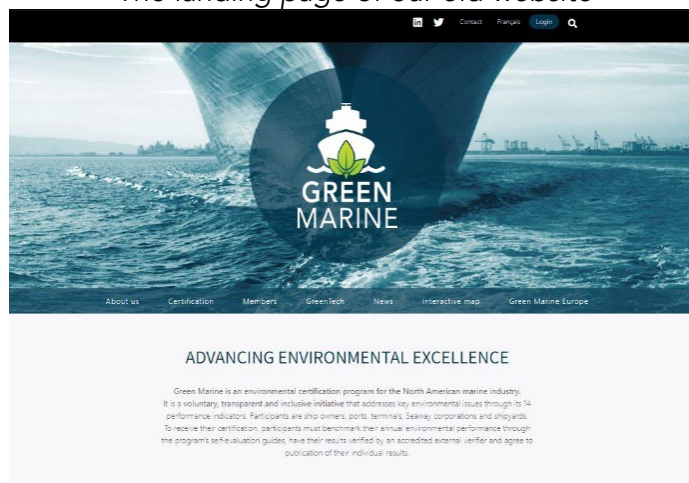 The landing page of our old website
Contact Français Login
GREEN
MARINE
About us Certification Members GreenTech News Interactive map Green Marine Europe
ADVANCING ENVIRONMENTAL EXCELLENCE
Green Marine is an environmental certification program for the North American marine industry.
It is a voluntary, transparent and inclusive initiative that addresses key environmental issues through its 14
performance indicators. Participants are ship owners, ports, terminals, Seaway corporations and shipyards.
To receive their certification, participants must benchmark their annual environmental performance through
the program's self-evaluation guides, have their results verified by an accredited external verifier and agree to
publication of their individual results.